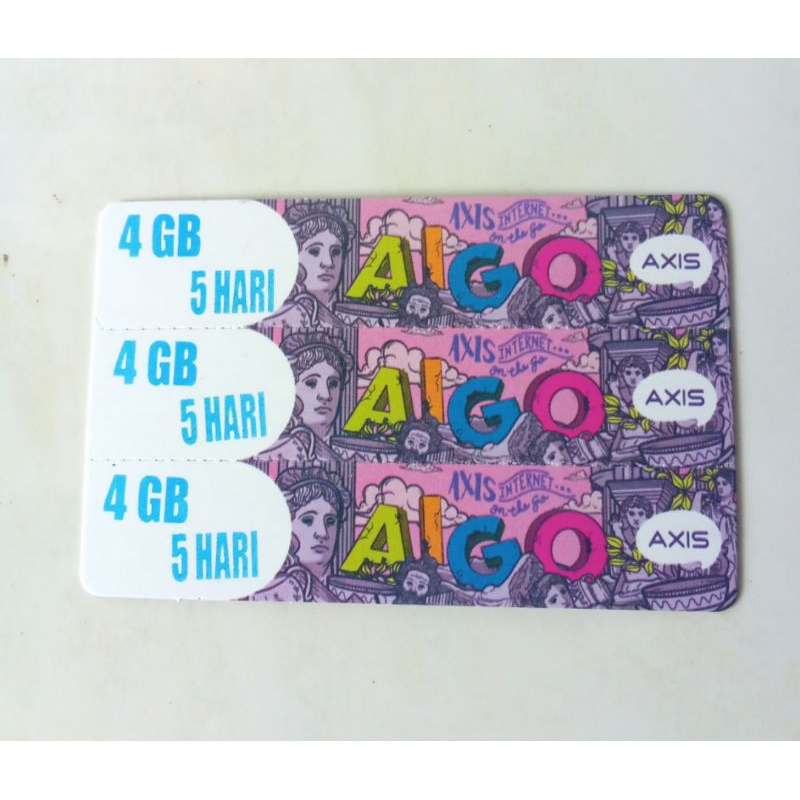 4 GB
5 HARI
AXIS INTERNET...
on the go
AIGO
AXIS
4 GB
5 HARI
AXIS INTERNET...
on the go
AIGO
AXIS
4 GB
5 HARI
AXIS INTERNET...
on the go
AIGO
AXIS